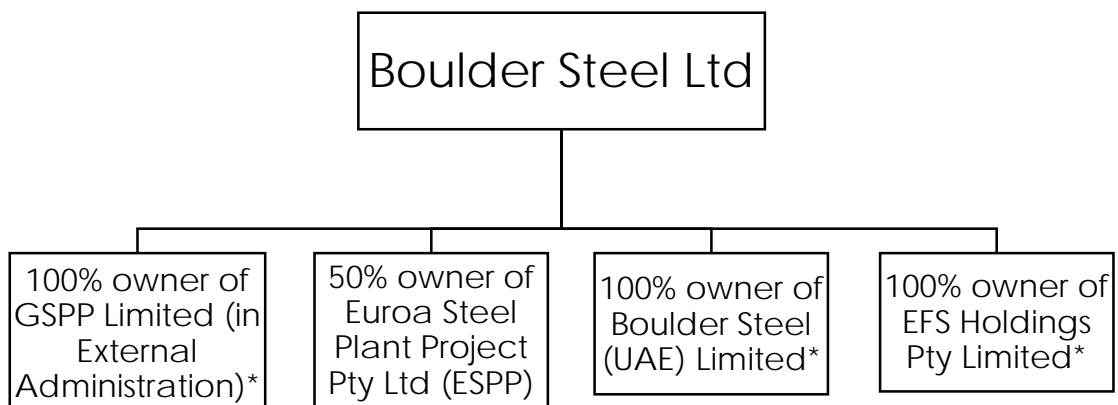 Boulder Steel Ltd
100% owner of
GSPP Limited (in
External
Administration)*
50% owner of
Euroa Steel
Plant Project
Pty Ltd (ESPP)
100% owner of
Boulder Steel
(UAE) Limited*
100% owner of
EFS Holdings
Pty Limited*